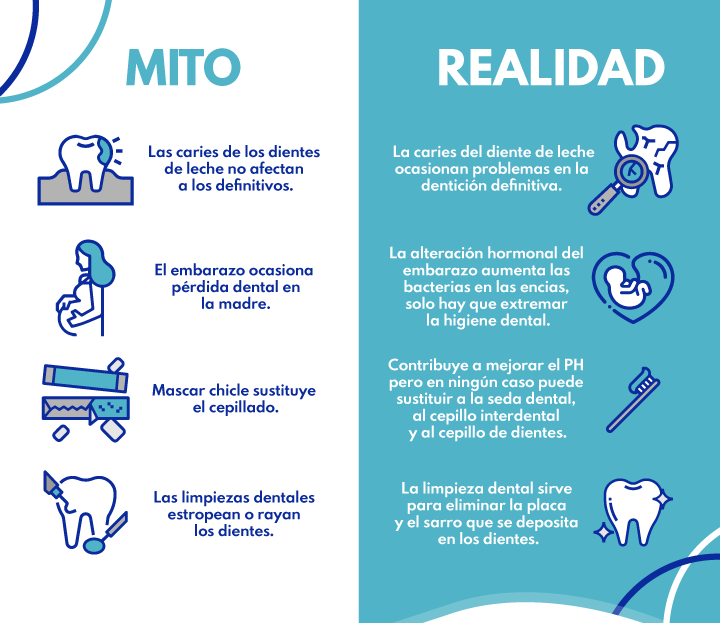 MITO
REALIDAD
Las caries de los dientes
de leche no afectan
a los definitivos.
La caries del diente de leche
ocasionan problemas en la
dentición definitiva.
El embarazo ocasiona
pérdida dental en
la madre.
La alteración hormonal del
embarazo aumenta las
bacterias en las encias,
solo hay que extremar
la higiene dental.
Mascar chicle sustituye
el cepillado.
Contribuye a mejorar el PH
pero en ningún caso puede
sustituir a la seda dental,
al cepillo interdental
y al cepillo de dientes.
Las limpiezas dentales
estropean o rayan
los dientes.
La limpieza dental sirve
para eliminar la placa
y el sarro que se deposita
en los dientes.